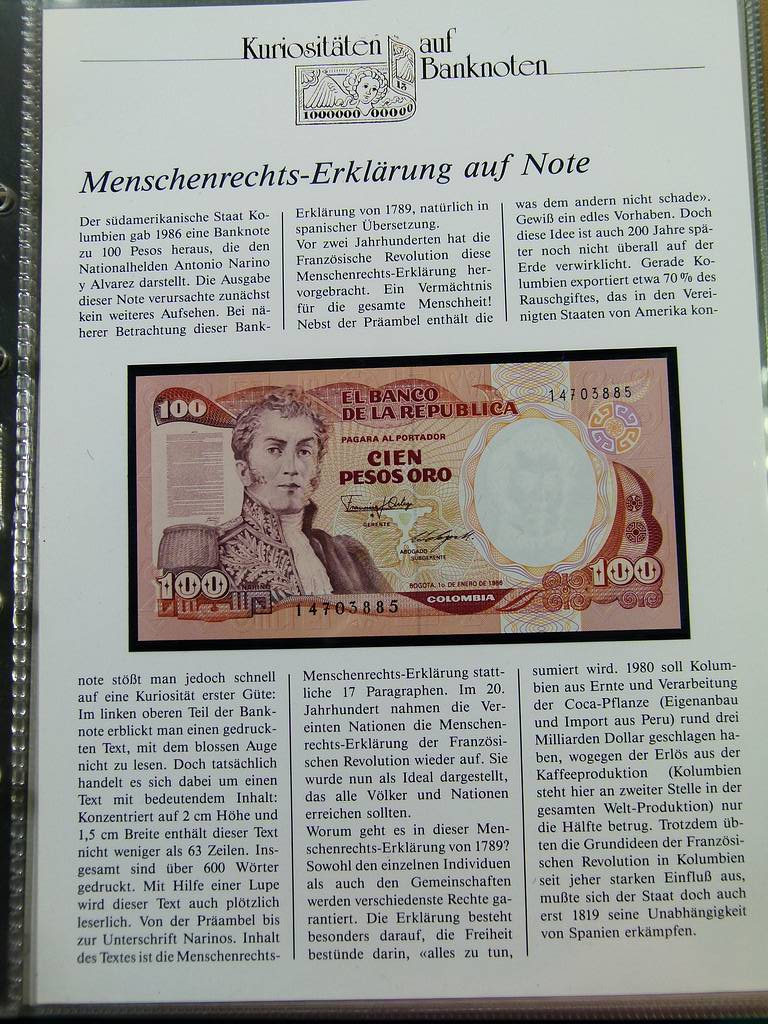 Kuriositäten auf
Banknoten
1000000 00000
Menschenrechts-Erklärung auf Note
Der südamerikanische Staat Ko-
lumbien gab 1986 eine Banknote
zu 100 Pesos heraus, die den
Nationalhelden Antonio Narino
y Alvarez darstellt. Die Ausgabe
dieser Note verursachte zunächst
kein weiteres Aufsehen. Bei nä-
herer Betrachtung dieser Bank-
Erklärung von 1789, natürlich in
spanischer Übersetzung.
Vor zwei Jahrhunderten hat die
Französische Revolution diese
Menschenrechts-Erklärung her-
vorgebracht. Ein Vermächtnis
für die gesamte Menschheit!
Nebst der Präambel enthält die
was dem andern nicht schade».
Gewiß ein edles Vorhaben. Doch
diese Idee ist auch 200 Jahre spä-
ter noch nicht überall auf der
Erde verwirklicht. Gerade Ko-
lumbien exportiert etwa 70% des
Rauschgiftes, das in den Verei-
nigten Staaten von Amerika kon-
100
EL BANCO
DE LA REPUBLICA
14703885
PAGARA AL PORTADOR
CIEN
PESOS ORO
GERENTE
ABOGADO
SUBGERENTE
BOGOTA, 1o. DE ENERO DE 1986
100
NARIÑO
14703885
COLOMBIA
100
note stößt man jedoch schnell
auf eine Kuriosität erster Güte:
Im linken oberen Teil der Bank-
note erblickt man einen gedruck-
ten Text, mit dem blossen Auge
nicht zu lesen. Doch tatsächlich
handelt es sich dabei um einen
Text mit bedeutendem Inhalt:
Konzentriert auf 2 cm Höhe und
1,5 cm Breite enthält dieser Text
nicht weniger als 63 Zeilen. Ins-
gesamt sind über 600 Wörter
gedruckt. Mit Hilfe einer Lupe
wird dieser Text auch plötzlich
leserlich. Von der Präambel bis
zur Unterschrift Narinos. Inhalt
des Textes ist die Menschenrechts-
Menschenrechts-Erklärung statt-
liche 17 Paragraphen. Im 20.
Jahrhundert nahmen die Ver-
einten Nationen die Menschen-
rechts-Erklärung der Französi-
schen Revolution wieder auf. Sie
wurde nun als Ideal dargestellt,
das alle Völker und Nationen
erreichen sollten.
Worum geht es in dieser Men-
schenrechts-Erklärung von 1789?
Sowohl den einzelnen Individuen
als auch den Gemeinschaften
werden verschiedenste Rechte ga-
rantiert. Die Erklärung besteht
besonders darauf, die Freiheit
bestünde darin, «alles zu tun,
sumiert wird. 1980 soll Kolum-
bien aus Ernte und Verarbeitung
der Coca-Pflanze (Eigenanbau
und Import aus Peru) rund drei
Milliarden Dollar geschlagen ha-
ben, wogegen der Erlös aus der
Kaffeeproduktion (Kolumbien
steht hier an zweiter Stelle in der
gesamten Welt-Produktion) nur
die Hälfte betrug. Trotzdem üb-
ten die Grundideen der Französi-
schen Revolution in Kolumbien
seit jeher starken Einfluß aus,
mußte sich der Staat doch auch
erst 1819 seine Unabhängigkeit
von Spanien erkämpfen.